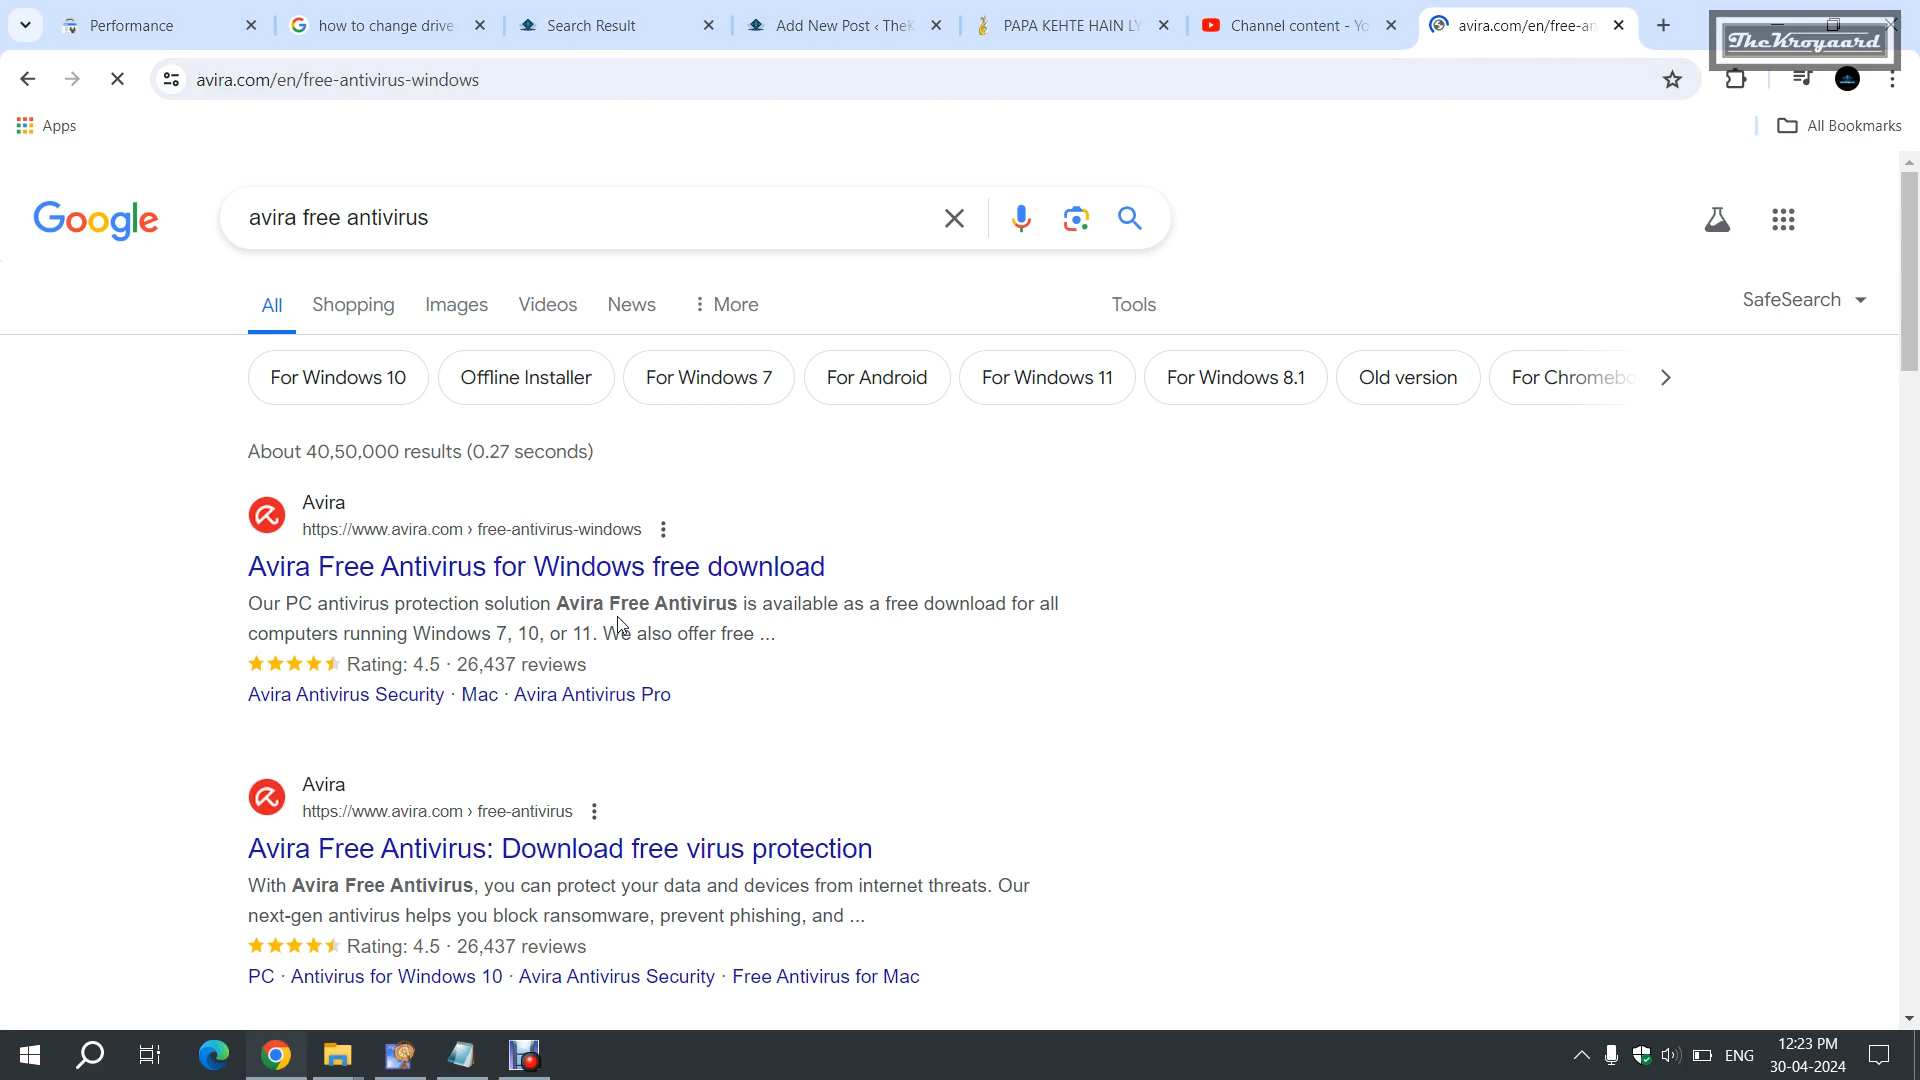 Performance
how to change drive
Search Result
Add New Post ‹ TheK
PAPA KEHTE HAIN LY
Channel content - Yo
avira.com/en/free-an
TheKroyaard
avira.com/en/free-antivirus-windows
Apps
All Bookmarks
Google
avira free antivirus
All
Shopping
Images
Videos
News
More
Tools
SafeSearch
For Windows 10
Offline Installer
For Windows 7
For Android
For Windows 11
For Windows 8.1
Old version
For Chromebo
About 40,50,000 results (0.27 seconds)
Avira
https://www.avira.com › free-antivirus-windows
Avira Free Antivirus for Windows free download
Our PC antivirus protection solution Avira Free Antivirus is available as a free download for all
computers running Windows 7, 10, or 11. We also offer free ...
Rating: 4.5 · 26,437 reviews
Avira Antivirus Security · Mac · Avira Antivirus Pro
Avira
https://www.avira.com › free-antivirus
Avira Free Antivirus: Download free virus protection
With Avira Free Antivirus, you can protect your data and devices from internet threats. Our
next-gen antivirus helps you block ransomware, prevent phishing, and ...
Rating: 4.5 · 26,437 reviews
PC · Antivirus for Windows 10 · Avira Antivirus Security · Free Antivirus for Mac
ENG
12:23 PM
30-04-2024